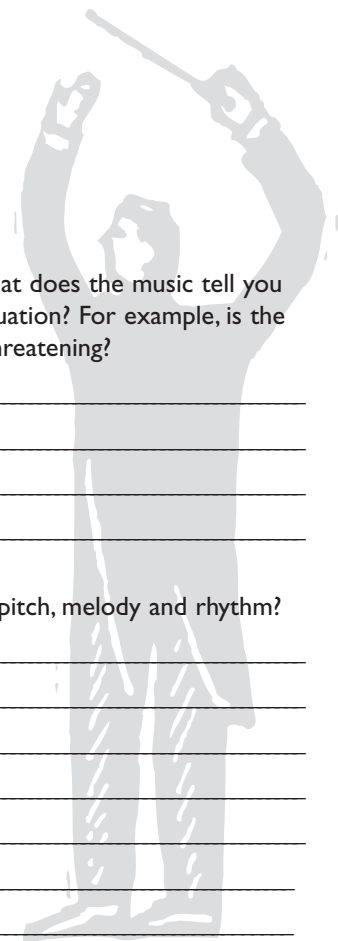 at does the music tell you
uation? For example, is the
hreatening?
pitch, melody and rhythm?